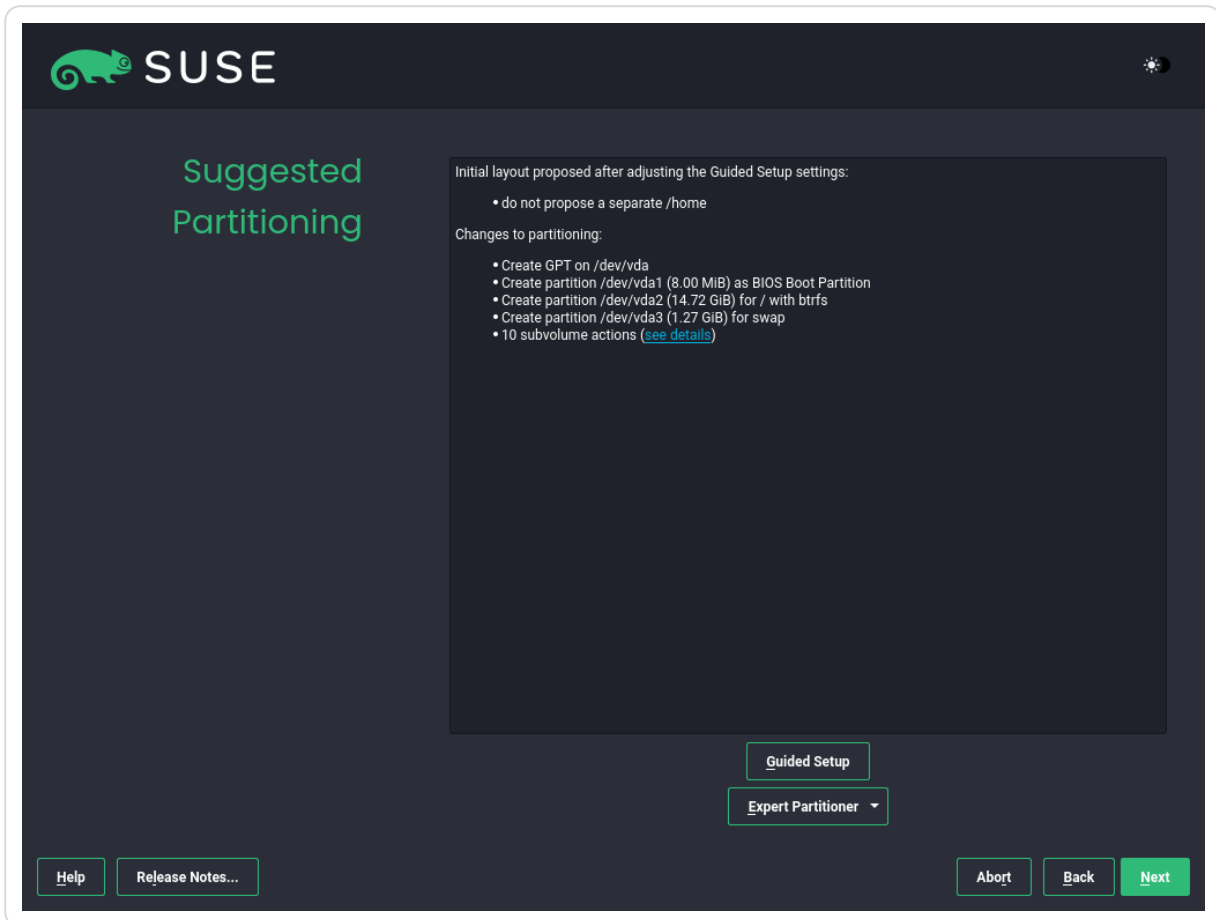 SUSE
Suggested
Partitioning
Initial layout proposed after adjusting the Guided Setup settings:
• do not propose a separate /home
Changes to partitioning:
• Create GPT on /dev/vda
• Create partition /dev/vda1 (8.00 MiB) as BIOS Boot Partition
• Create partition /dev/vda2 (14.72 GiB) for / with btrfs
• Create partition /dev/vda3 (1.27 GiB) for swap
• 10 subvolume actions (see details)
Guided Setup
Expert Partitioner
Help Release Notes... Abort Back Next